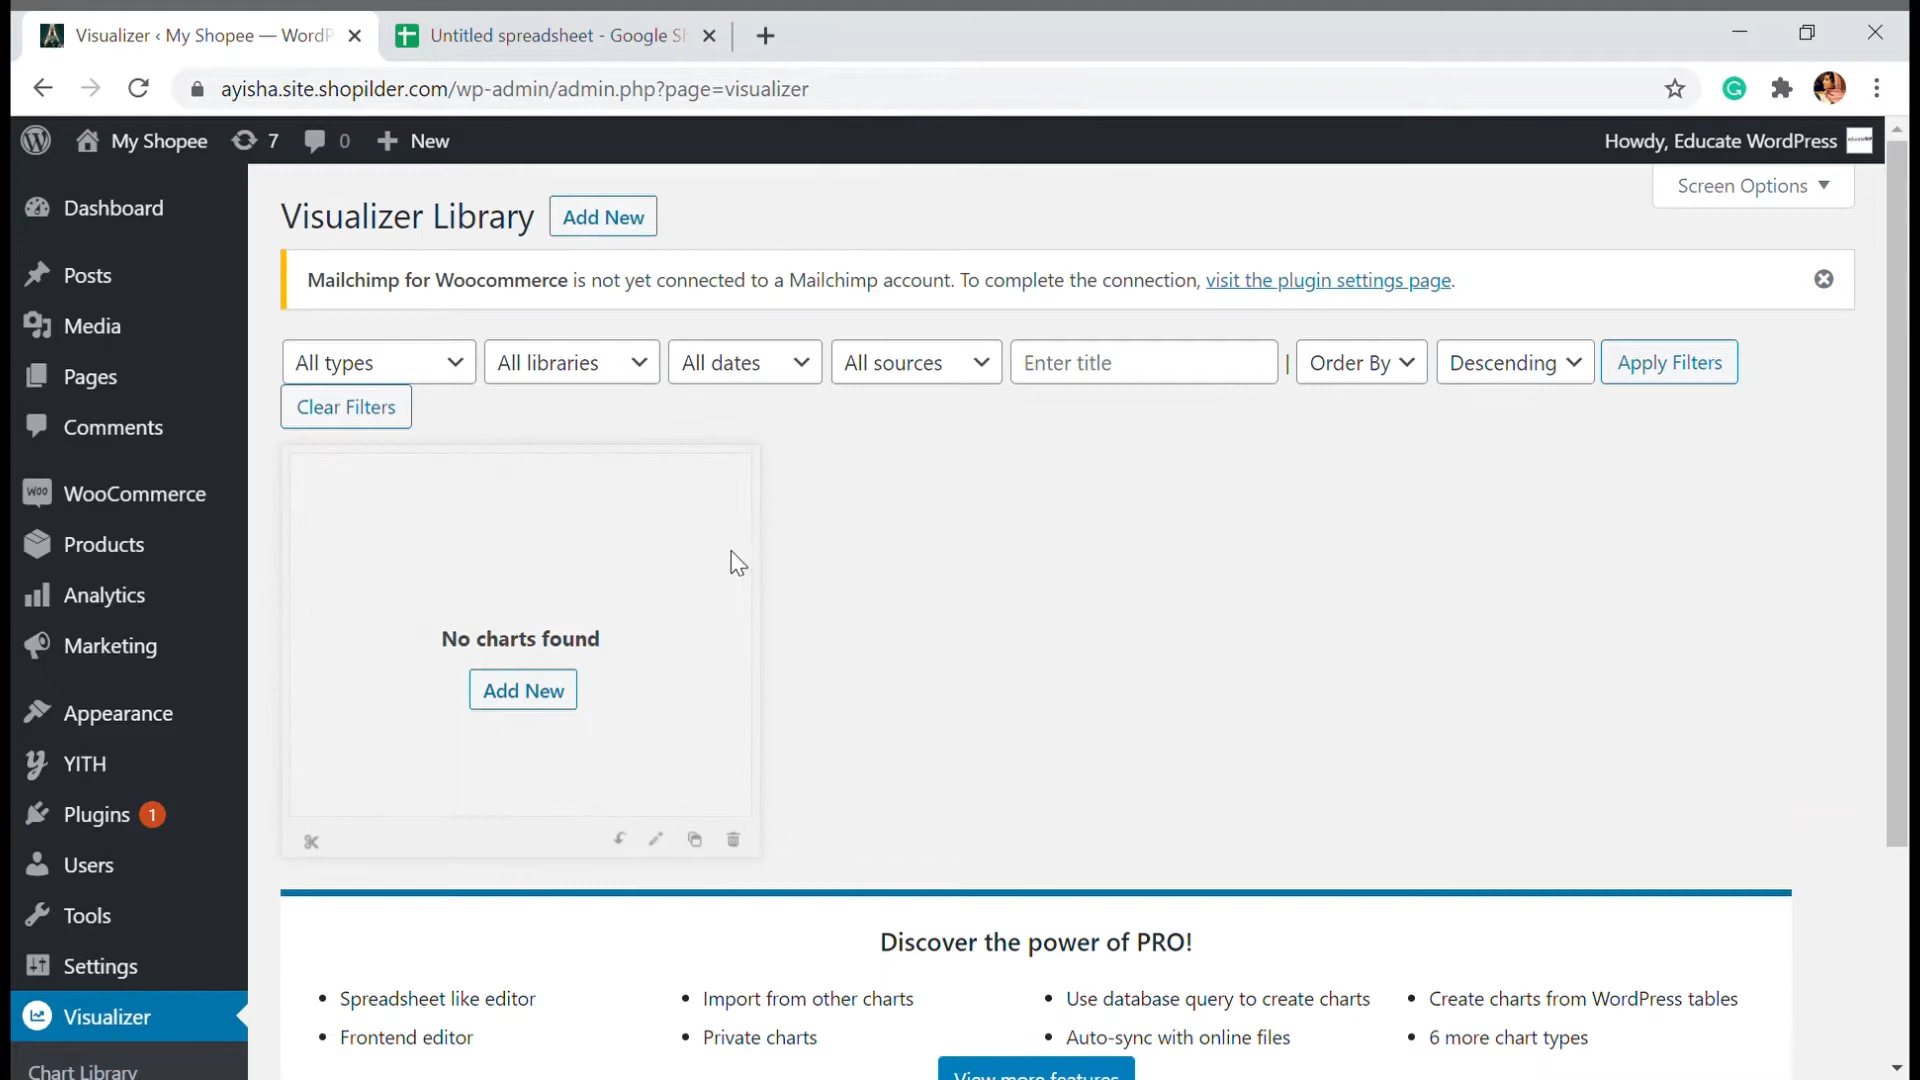 Visualizer ‹ My Shopee — WordP
Untitled spreadsheet - Google Sh
ayisha.site.shopilder.com/wp-admin/admin.php?page=visualizer
My Shopee 7 0 New
Howdy, Educate WordPress
Dashboard
Posts
Media
Pages
Comments
WooCommerce
Products
Analytics
Marketing
Appearance
YITH
Plugins 1
Users
Tools
Settings
Visualizer
Chart Library
Screen Options
Visualizer Library Add New
Mailchimp for Woocommerce is not yet connected to a Mailchimp account. To complete the connection, visit the plugin settings page.
All types All libraries All dates All sources Enter title | Order By Descending Apply Filters
Clear Filters
No charts found
Add New
Discover the power of PRO!
Spreadsheet like editor
Frontend editor
Import from other charts
Private charts
Use database query to create charts
Auto-sync with online files
Create charts from WordPress tables
6 more chart types
View more features